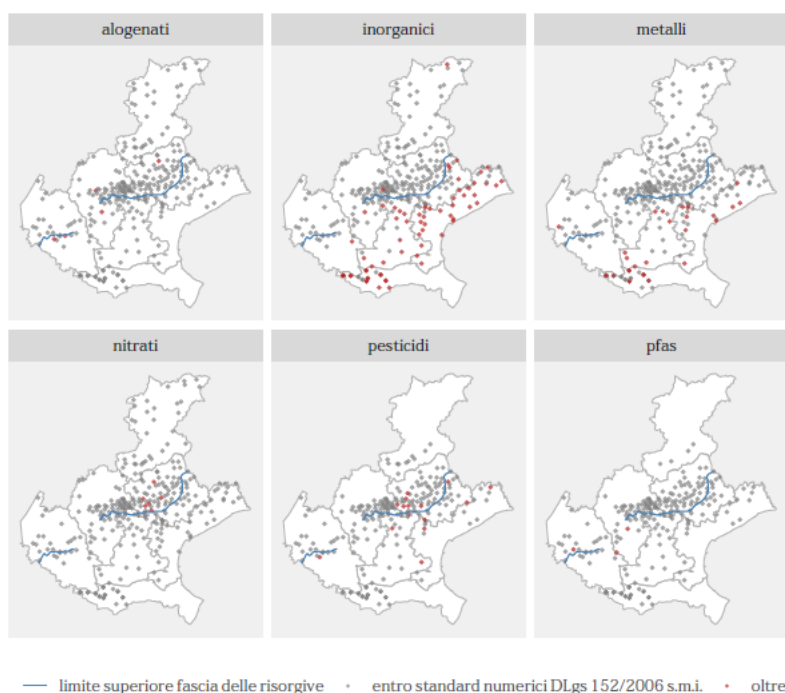 alogenati
inorganici
metalli
nitrati
pesticidi
pfas
limite superiore fascia delle risorgive
entro standard numerici DLgs 152/2006 s.m.i.
oltre